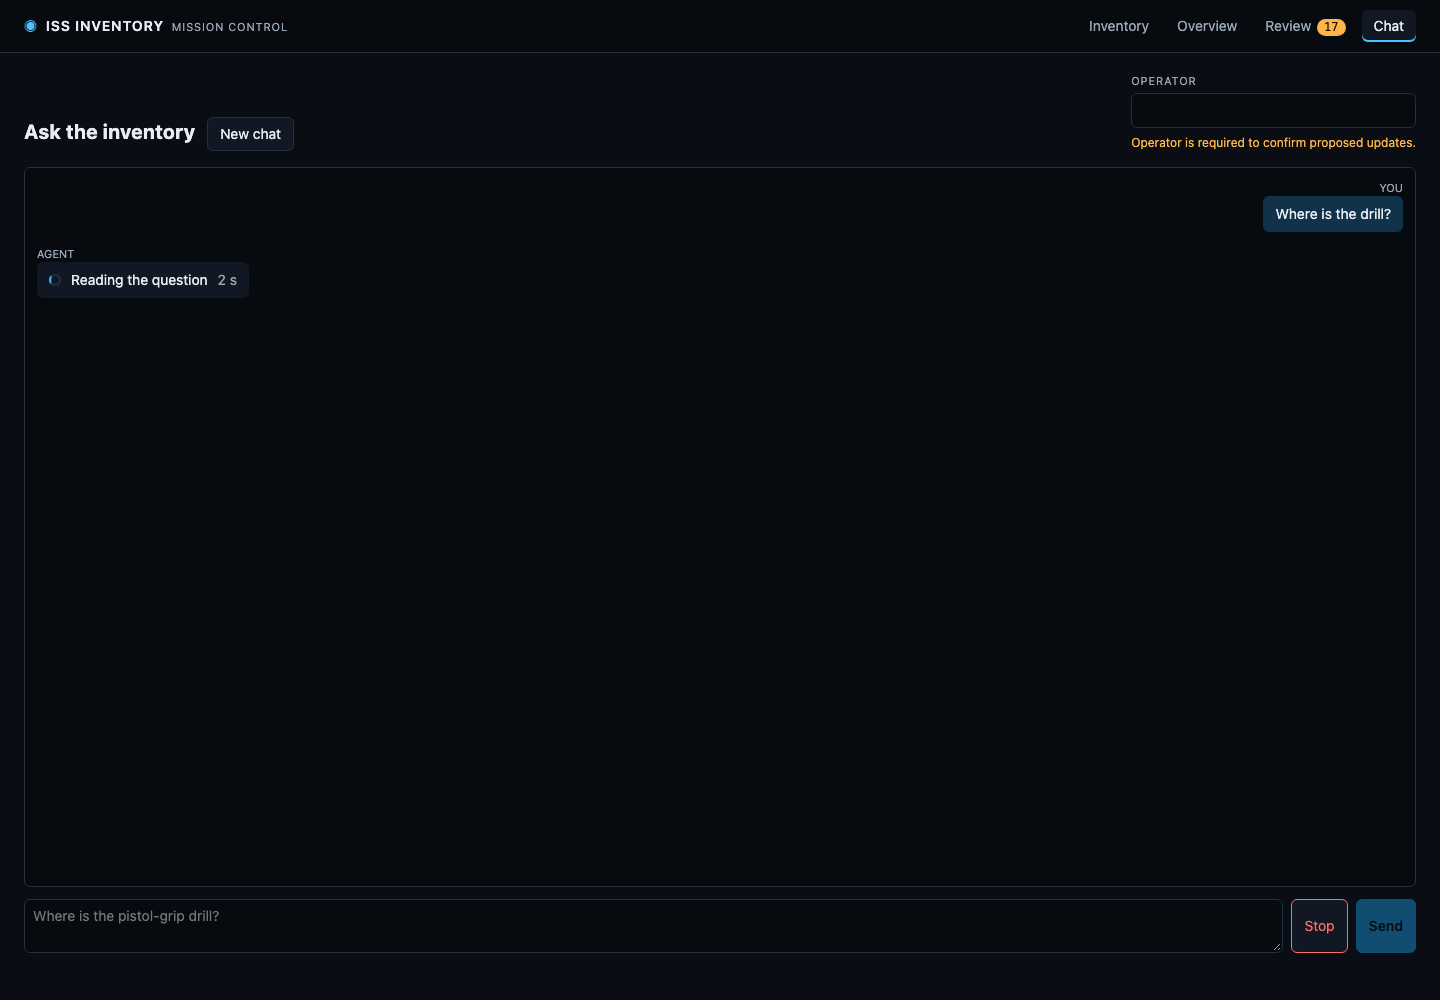 ISS INVENTORY MISSION CONTROL
Inventory Overview Review 17 Chat
OPERATOR
Ask the inventory New chat
Operator is required to confirm proposed updates.
YOU
Where is the drill?
AGENT
Reading the question 2 s
Where is the pistol-grip drill?
Stop Send